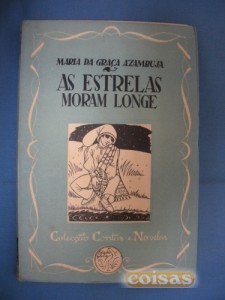 MARIA DA GRAÇA AZAMBUJA
AS ESTRELAS
MORAM LONGE
Colecção Contos e Novelas
coisas